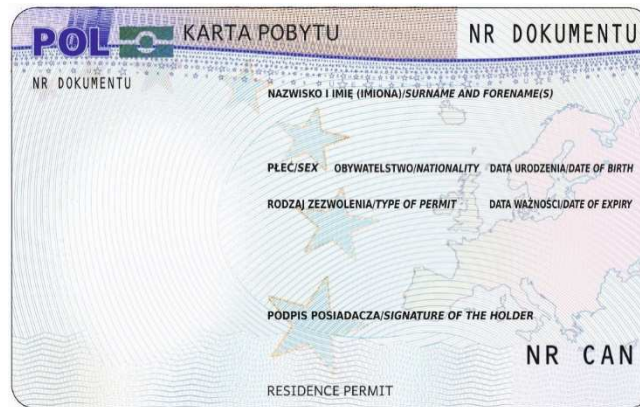 POL KARTA POBYTU NR DOKUMENTU
NR DOKUMENTU
NAZWISKO I IMIĘ (IMIONA)/SURNAME AND FORENAME(S)
PŁEĆ/SEX OBYWATELSTWO/NATIONALITY DATA URODZENIA/DATE OF BIRTH
RODZAJ ZEZWOLENIA/TYPE OF PERMIT DATA WAŻNOŚCI/DATE OF EXPIRY
PODPIS POSIADACZA/SIGNATURE OF THE HOLDER
NR CAN
RESIDENCE PERMIT